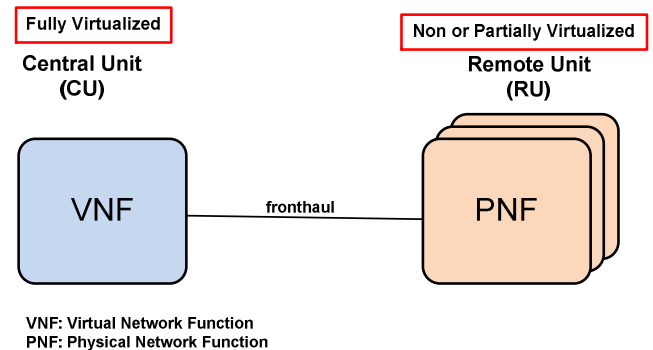 Fully Virtualized
Non or Partially Virtualized
Central Unit
(CU)
Remote Unit
(RU)
VNF
fronthaul
PNF
VNF: Virtual Network Function
PNF: Physical Network Function